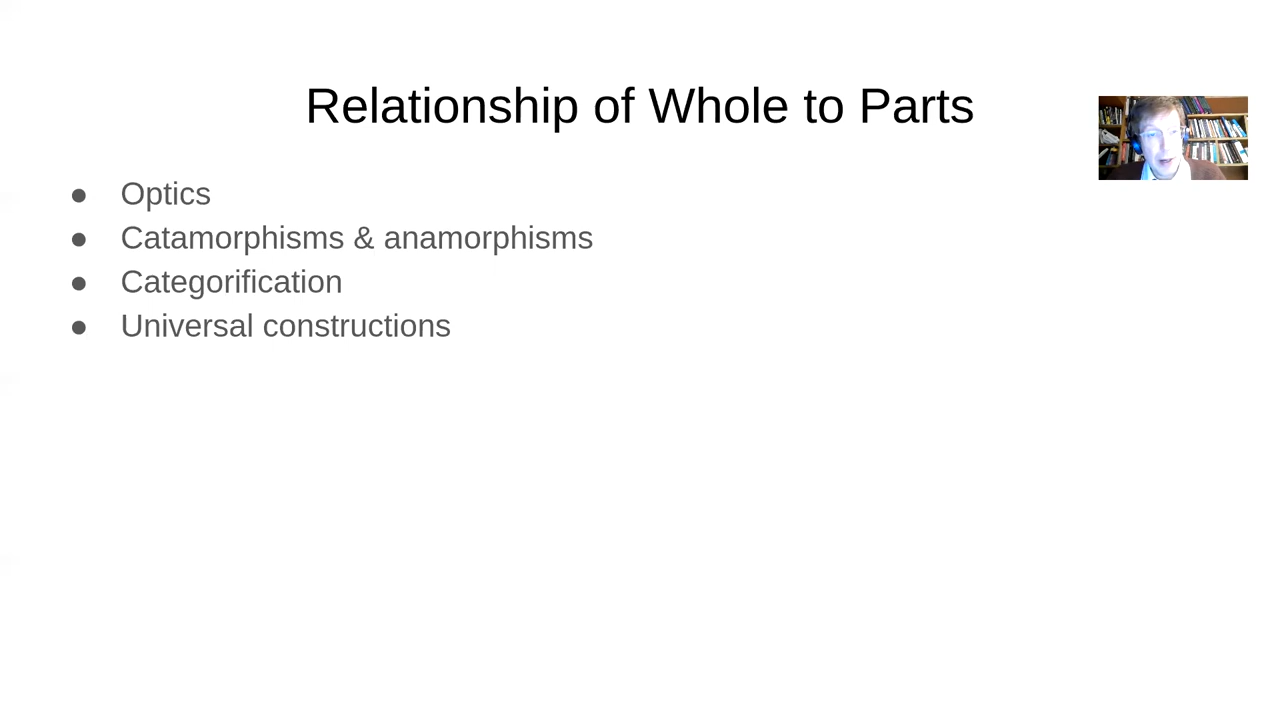 Relationship of Whole to Parts
● Optics
● Catamorphisms & anamorphisms
● Categorification
● Universal constructions